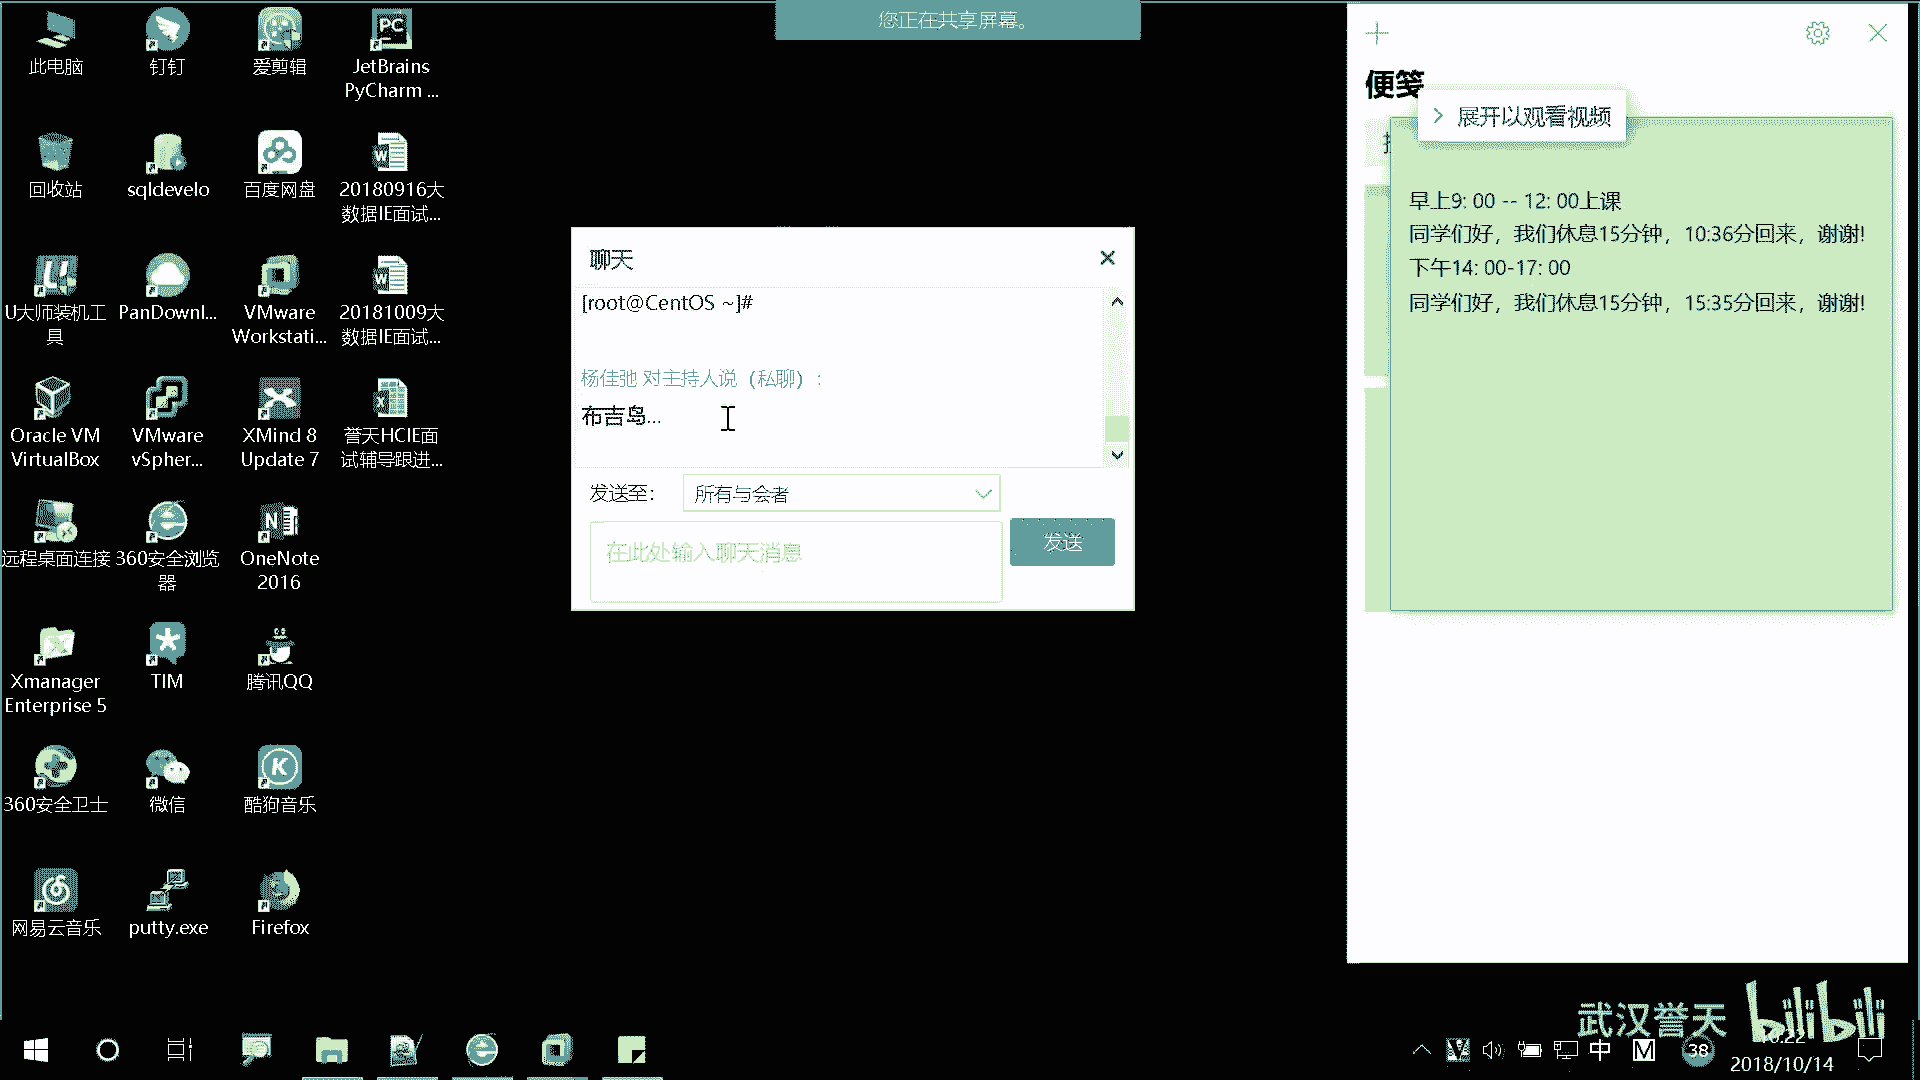 您正在共享屏幕。
此电脑
钉钉
爱剪辑
JetBrains
PyCharm ...
回收站
sqldevelo
百度网盘
20180916大
数据IE面试...
U大师装机工
具
PanDownl...
VMware
Workstati...
20181009大
数据IE面试...
Oracle VM
VirtualBox
VMware
vSpher...
XMind 8
Update 7
誉天HCIE面
试辅导跟进...
远程桌面连接
360安全浏览
器
OneNote
2016
Xmanager
Enterprise 5
TIM
腾讯QQ
360安全卫士
微信
酷狗音乐
网易云音乐
putty.exe
Firefox
聊天
[root@CentOS ~]#
杨佳弛 对主持人说（私聊）:
布吉岛...
发送至:
所有与会者
在此处输入聊天消息
发送
便笺
展开以观看视频
早上9: 00 -- 12: 00上课
同学们好，我们休息15分钟，10:36分回来，谢谢!
下午14: 00-17: 00
同学们好，我们休息15分钟，15:35分回来，谢谢!
武汉誉天
bilibili
中
M
38
2018/10/14